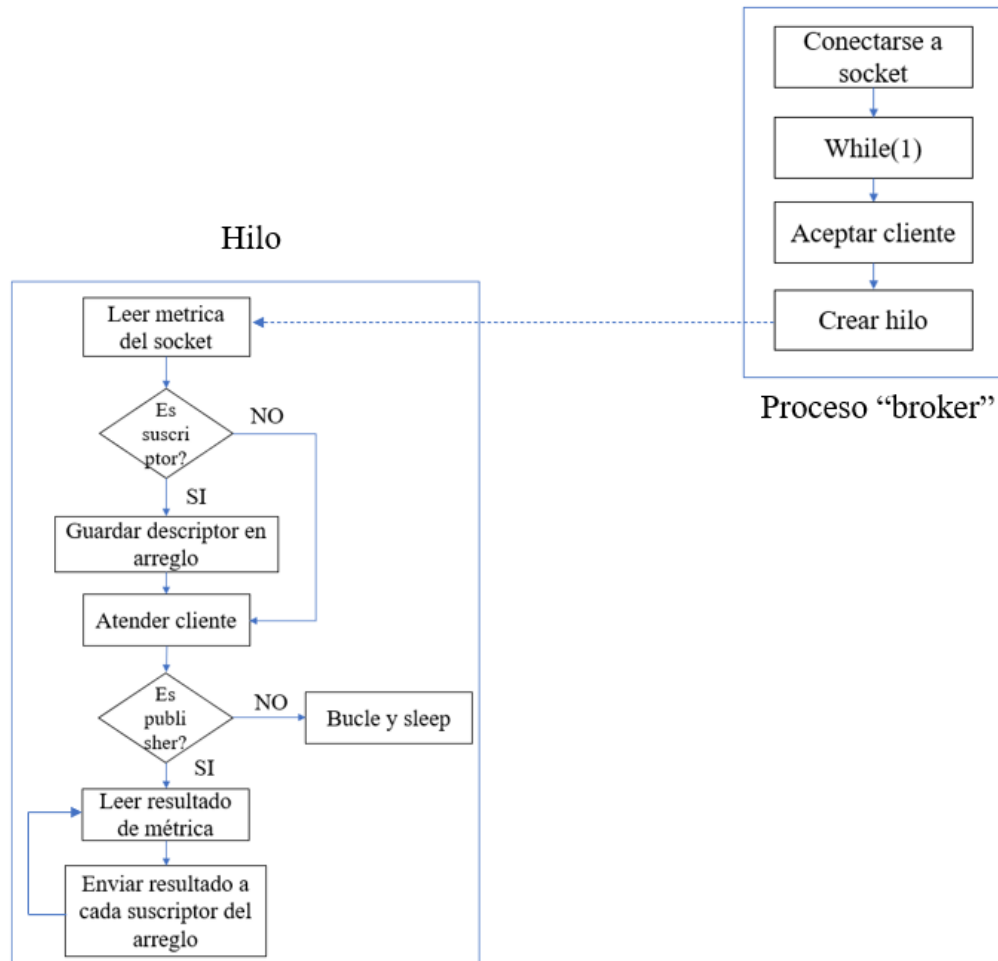 Conectarse a
socket
While(1)
Aceptar cliente
Crear hilo
Proceso “broker”
Hilo
Leer metrica
del socket
Es
suscri
ptor?
NO
SI
Guardar descriptor en
arreglo
Atender cliente
Es
publi
sher?
NO
Bucle y sleep
SI
Leer resultado
de métrica
Enviar resultado a
cada suscriptor del
arreglo